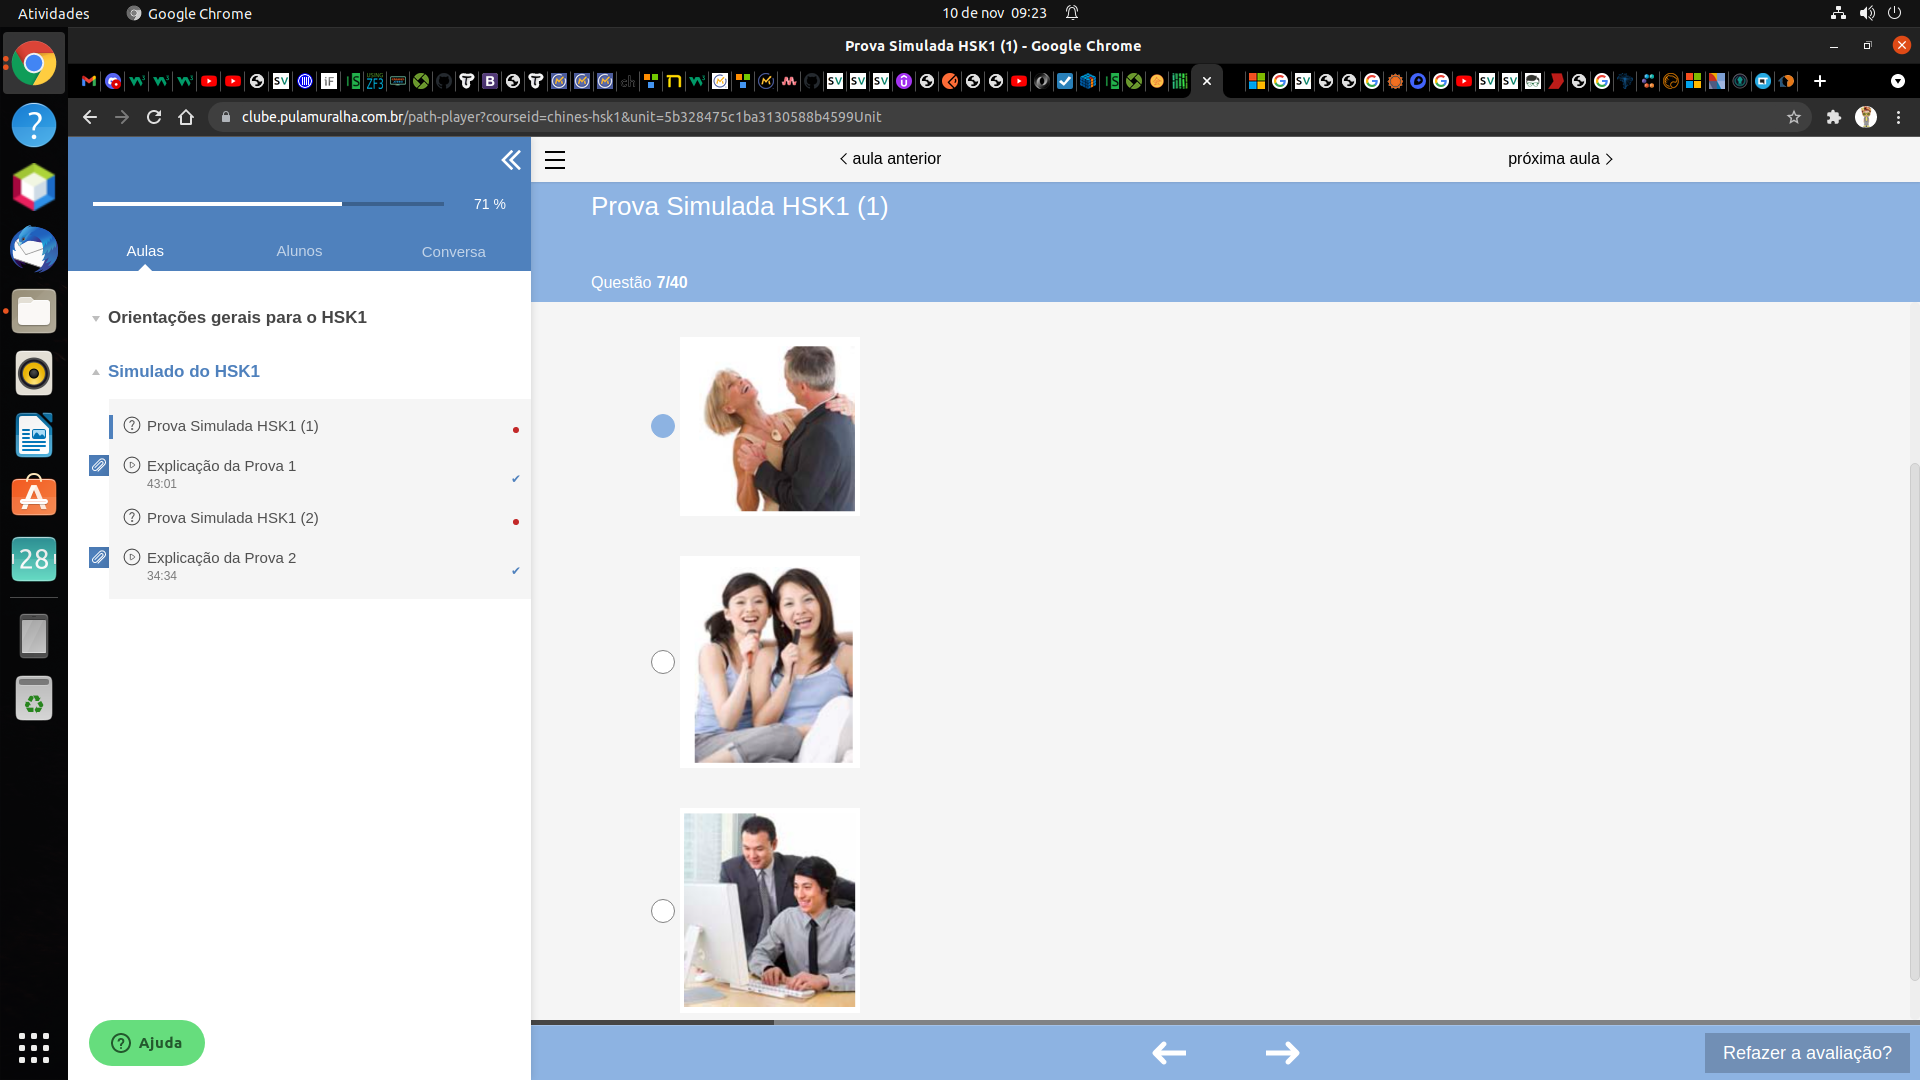 Atividades
Google Chrome
10 de nov 09:23
Prova Simulada HSK1 (1) - Google Chrome
clube.pulamuralha.com.br/path-player?courseid=chines-hsk1&unit=5b328475c1ba3130588b4599Unit
71 %
Aulas
Alunos
Conversa
Orientações gerais para o HSK1
Simulado do HSK1
Prova Simulada HSK1 (1)
Explicação da Prova 1
43:01
Prova Simulada HSK1 (2)
Explicação da Prova 2
34:34
Ajuda
28
aula anterior
próxima aula
Prova Simulada HSK1 (1)
Questão 7/40
Refazer a avaliação?